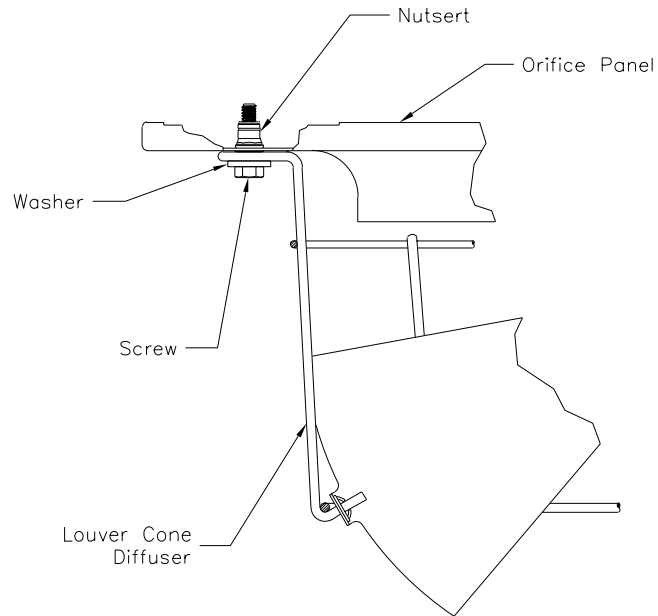 Nutsert
Orifice Panel
Washer
Screw
Louver Cone
Diffuser